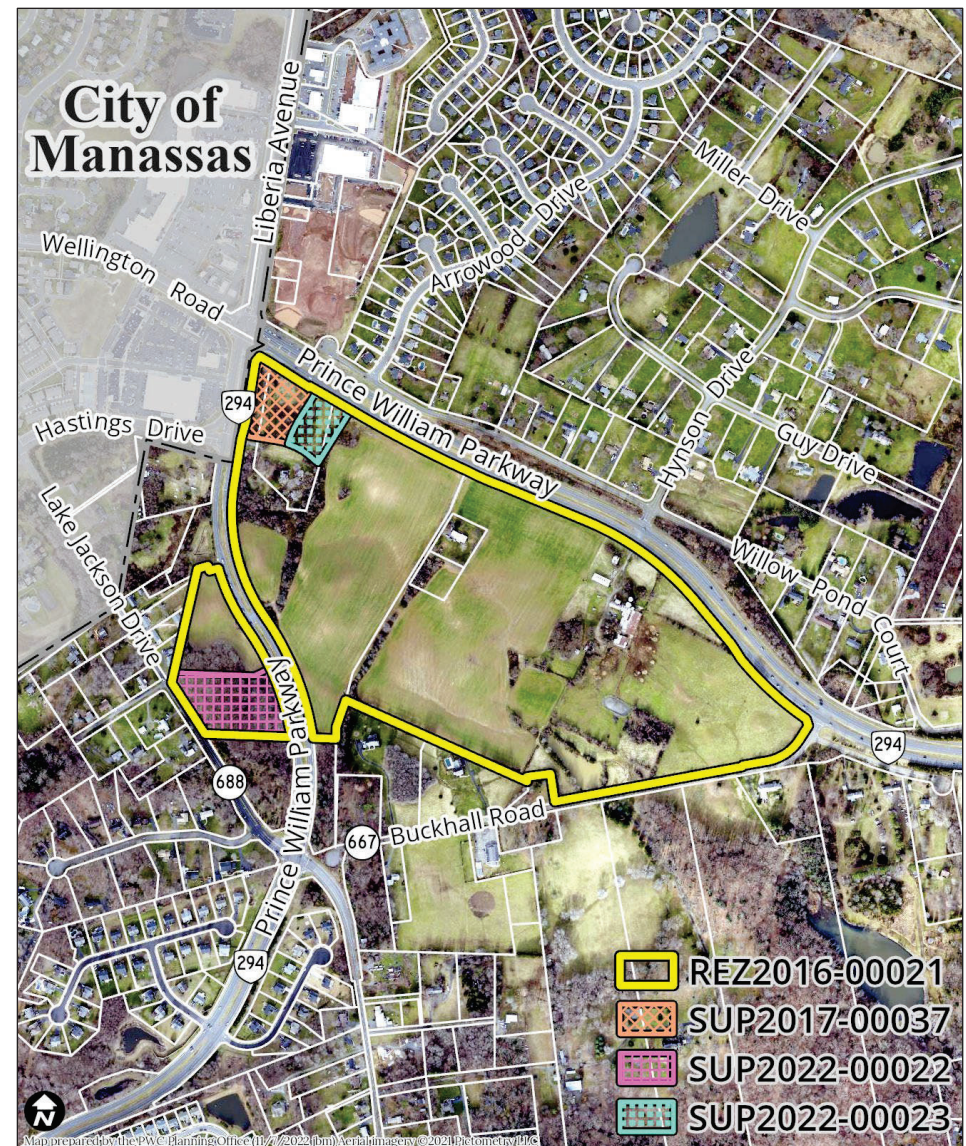 City of
Manassas
Liberia Avenue
Wellington Road
Miller Drive
Arrowood Drive
Prince William Parkway
294
Hastings Drive
Hynson Drive
Guy Drive
Lake Jackson Drive
Willow Pond Court
Prince William Parkway
294
688
667
Buckhall Road
294
REZ2016-00021
SUP2017-00037
SUP2022-00022
SUP2022-00023
N
Map prepared by the PWC Planning Office (11/7/2022 jbm) Aerial imagery ©2021 Pictometry LLC